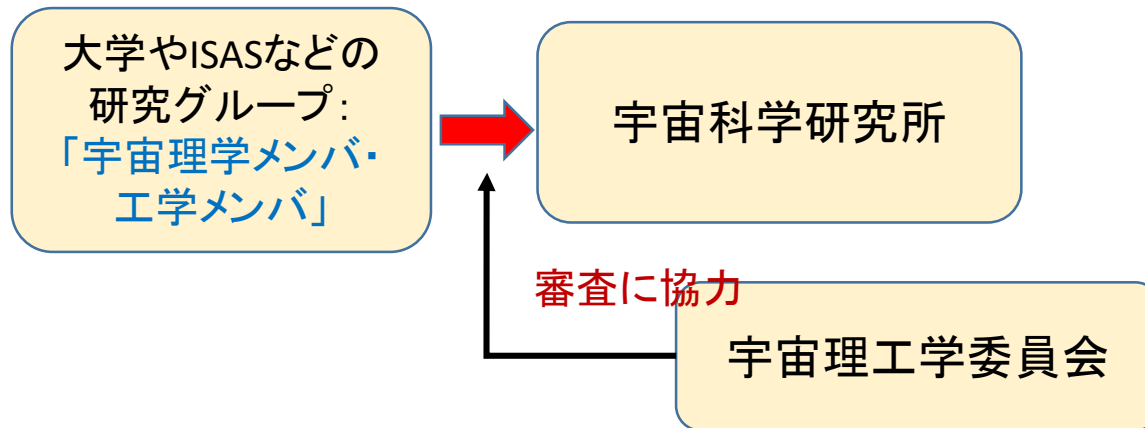 大学やISASなどの
研究グループ：
「宇宙理学メンバ・
工学メンバ」
宇宙科学研究所
審査に協力
宇宙理工学委員会